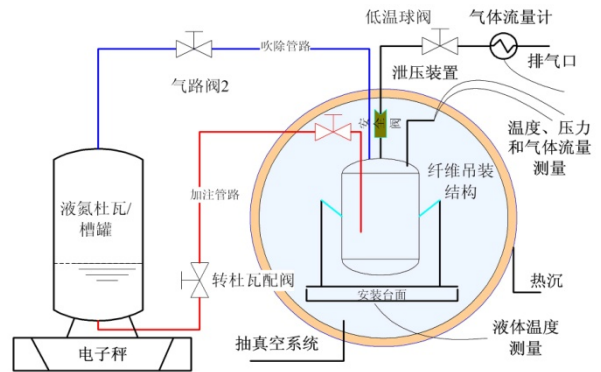 低温球阀
气体流量计
吹除管路
排气口
气路阀2
泄压装置
安全阀
温度、压力
和气体流量
测量
纤维吊装
结构
加注管路
液氮杜瓦/
槽罐
转杜瓦配阀
热沉
安装台面
液体温度
测量
抽真空系统
电子秤